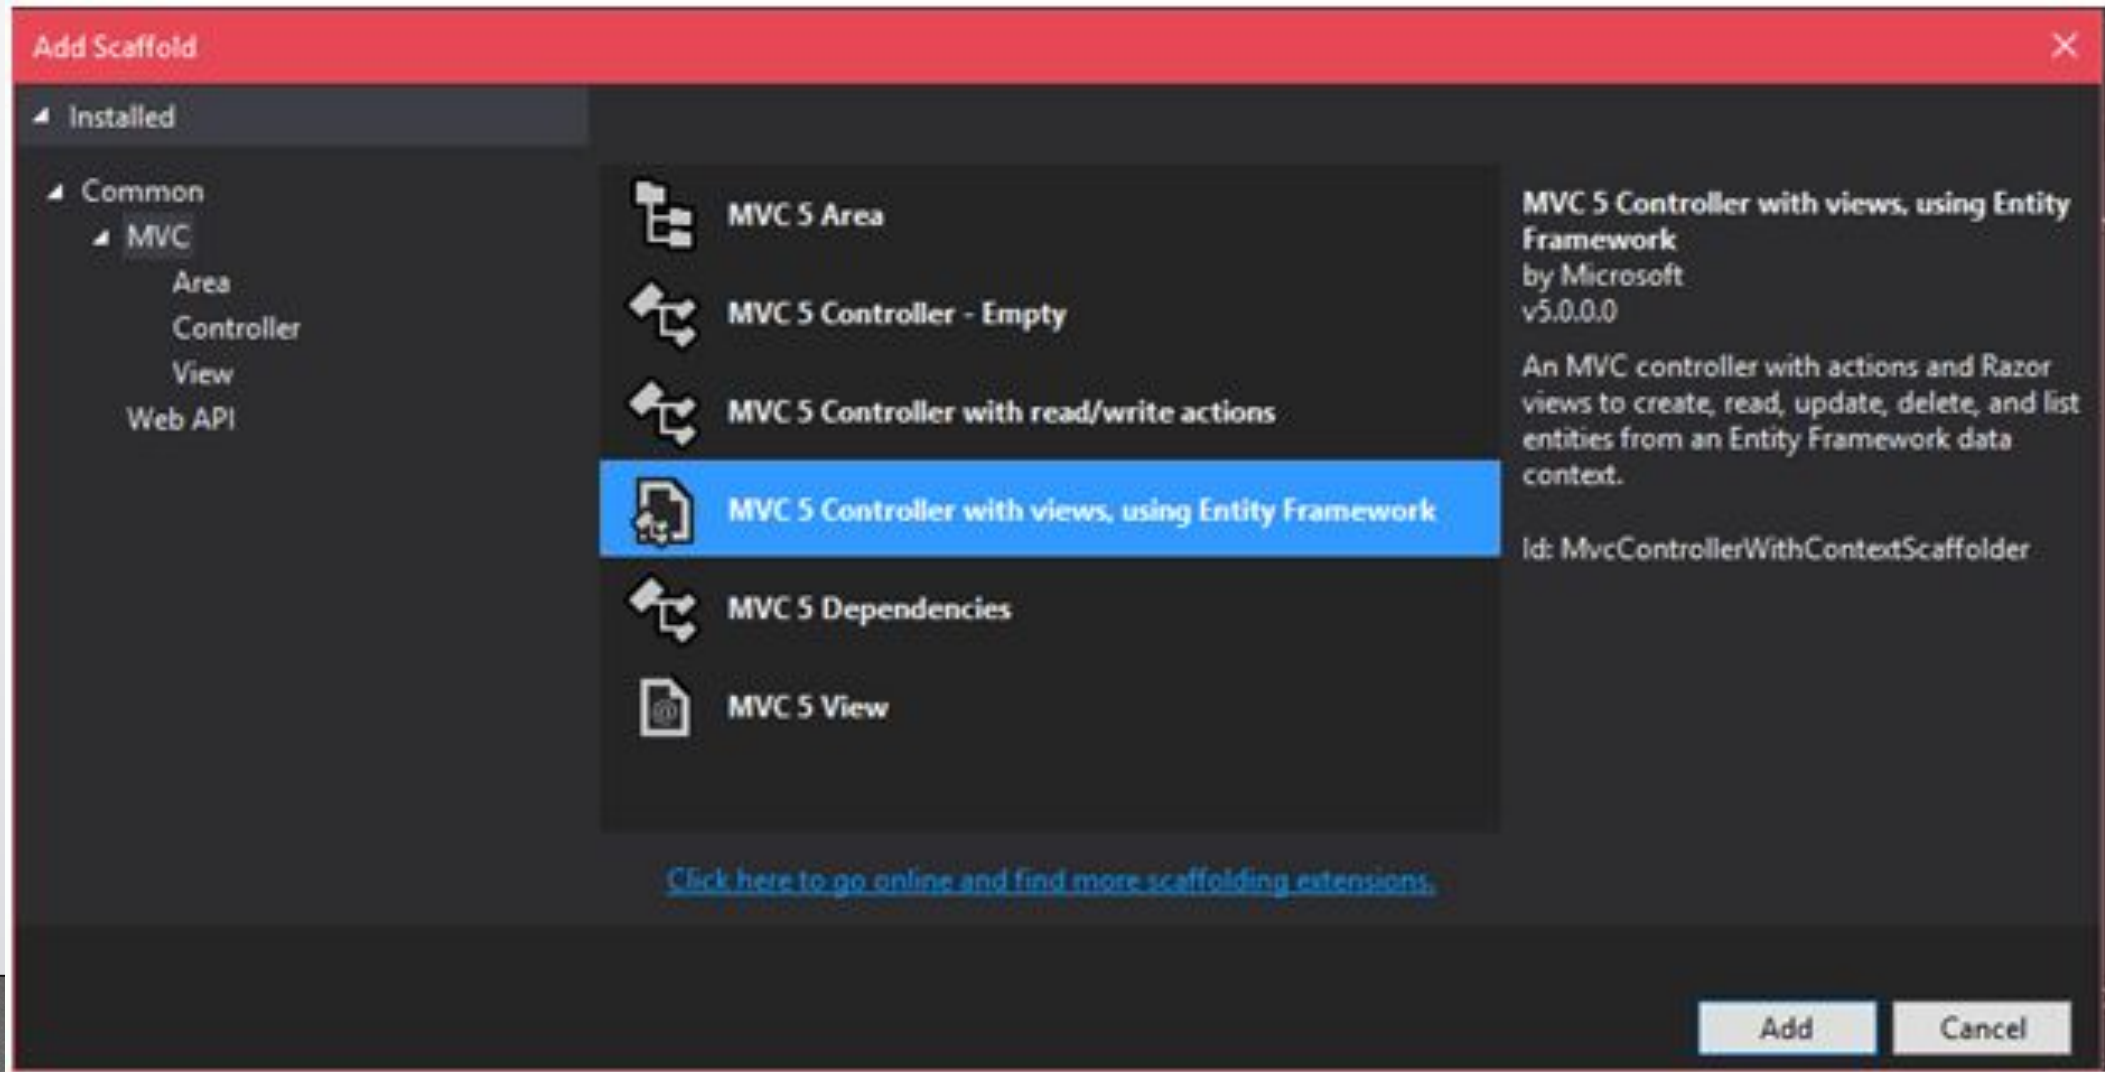 Add Scaffold
Installed
Common
MVC
Area
Controller
View
Web API
MVC 5 Area
MVC 5 Controller - Empty
MVC 5 Controller with read/write actions
MVC 5 Controller with views, using Entity Framework
MVC 5 Dependencies
@
MVC 5 View
Click here to go online and find more scaffolding extensions.
MVC 5 Controller with views, using Entity
Framework
by Microsoft
v5.0.0.0
An MVC controller with actions and Razor
views to create, read, update, delete, and list
entities from an Entity Framework data
context.
Id: MvcControllerWithContextScaffolder
Add
Cancel